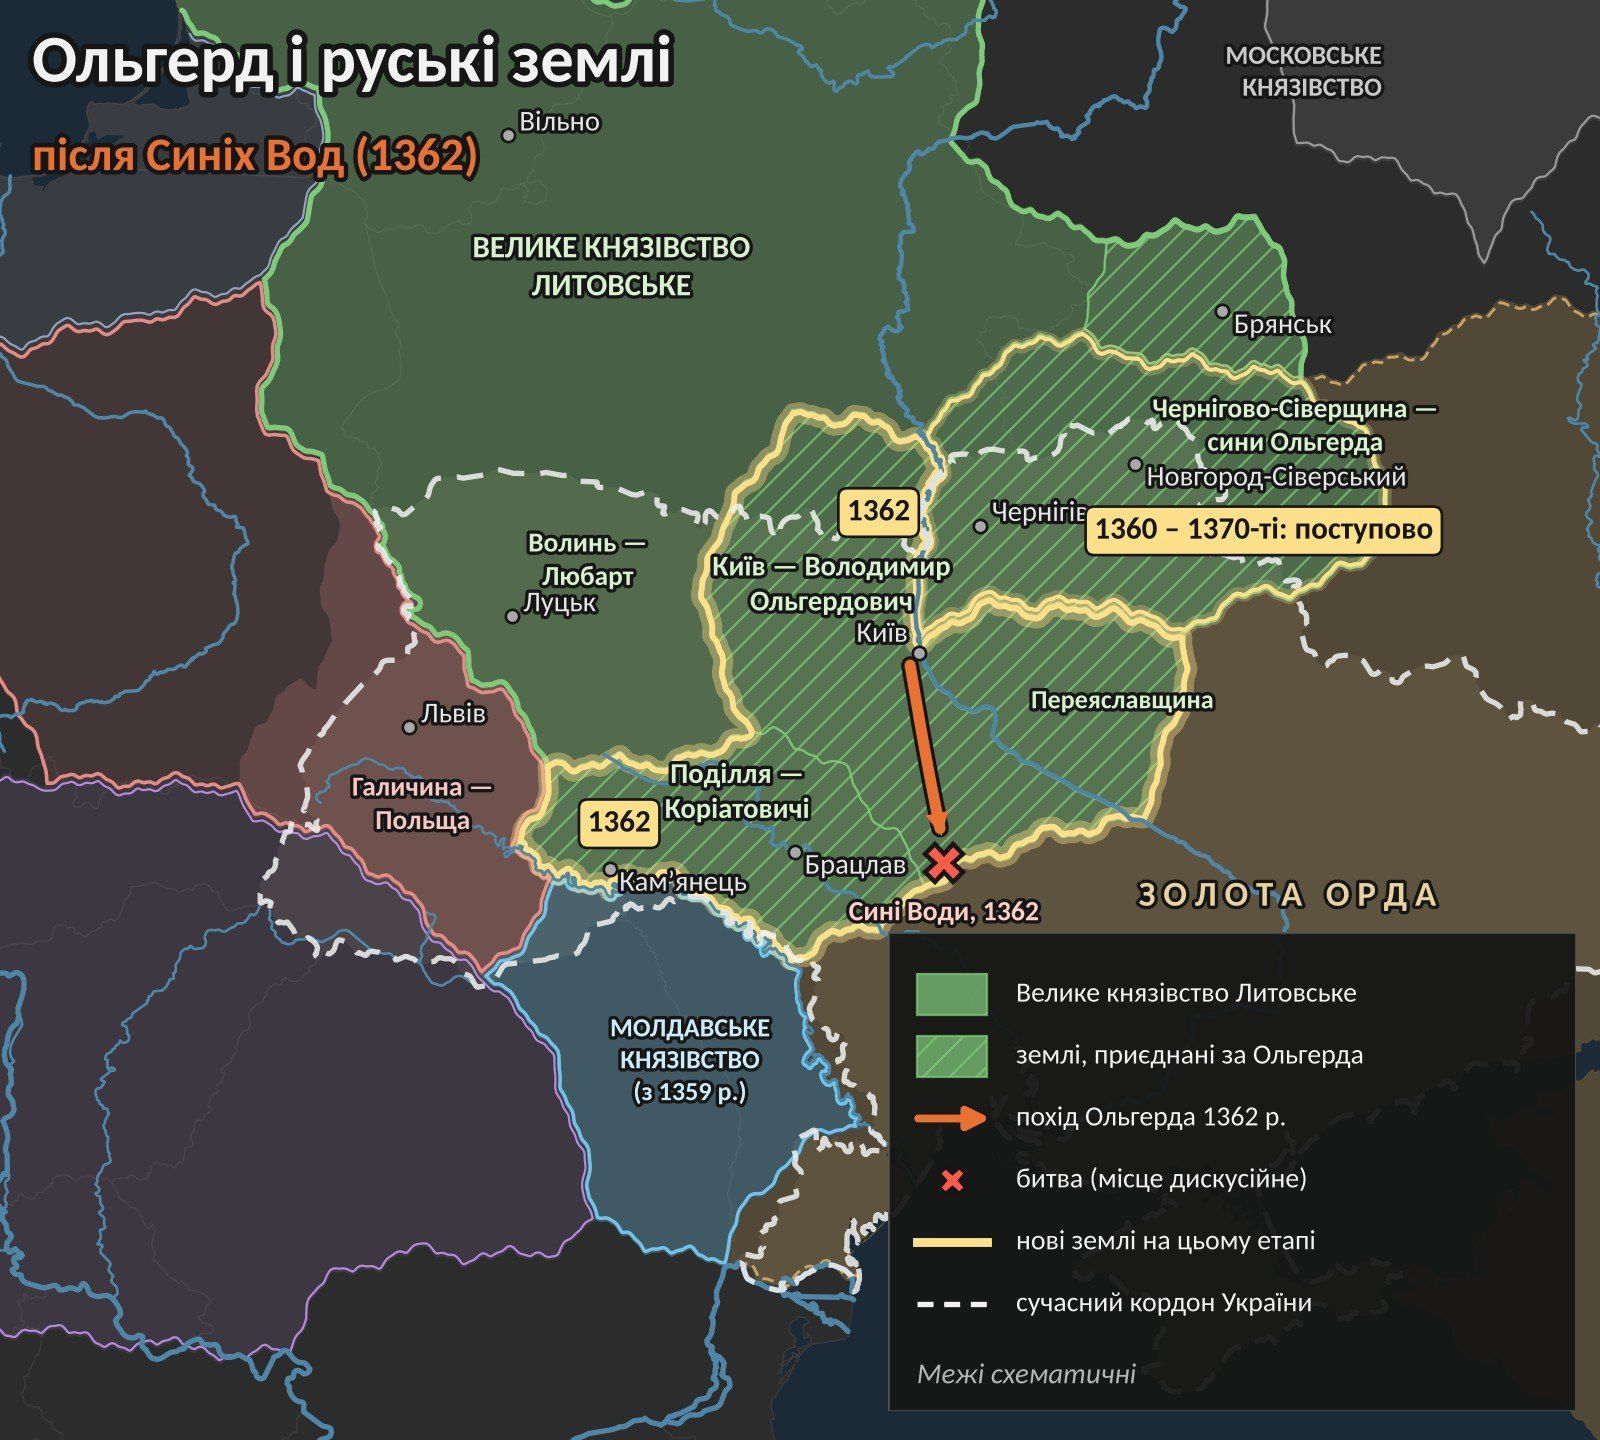 Ольгерд і руські землі
після Синіх Вод (1362)
МОСКОВСЬКЕ
КНЯЗІВСТВО
Вільно
ВЕЛИКЕ КНЯЗІВСТВО
ЛИТОВСЬКЕ
Брянськ
Чернігово-Сіверщина —
сини Ольгерда
Новгород-Сіверський
1362
Чернігів
1360 – 1370-ті: поступово
Волинь —
Любарт
Луцьк
Київ — Володимир
Ольгердович
Київ
Переяславщина
Львів
Галичина —
Польща
Поділля —
Коріатовичі
1362
Брацлав
Кам’янець
Сині Води, 1362
ЗОЛОТА ОРДА
МОЛДАВСЬКЕ
КНЯЗІВСТВО
(з 1359 р.)
Велике князівство Литовське
землі, приєднані за Ольгерда
похід Ольгерда 1362 р.
битва (місце дискусійне)
нові землі на цьому етапі
сучасний кордон України
Межі схематичні